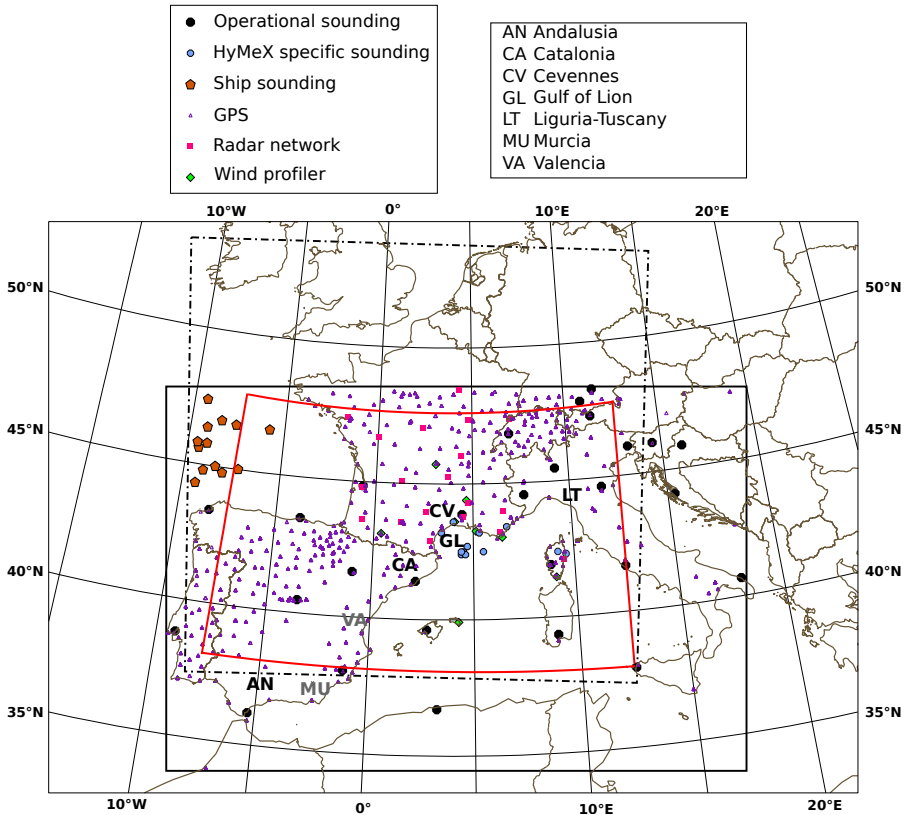 Operational sounding
HyMeX specific sounding
Ship sounding
GPS
Radar network
Wind profiler
AN Andalusia
CA Catalonia
CV Cevennes
GL Gulf of Lion
LT Liguria-Tuscany
MU Murcia
VA Valencia
10°W 0° 10°E 20°E
50°N 50°N
45°N 45°N
LT
CV
GL
40°N CA 40°N
VA
AN MU
35°N 35°N
10°W 0° 10°E 20°E